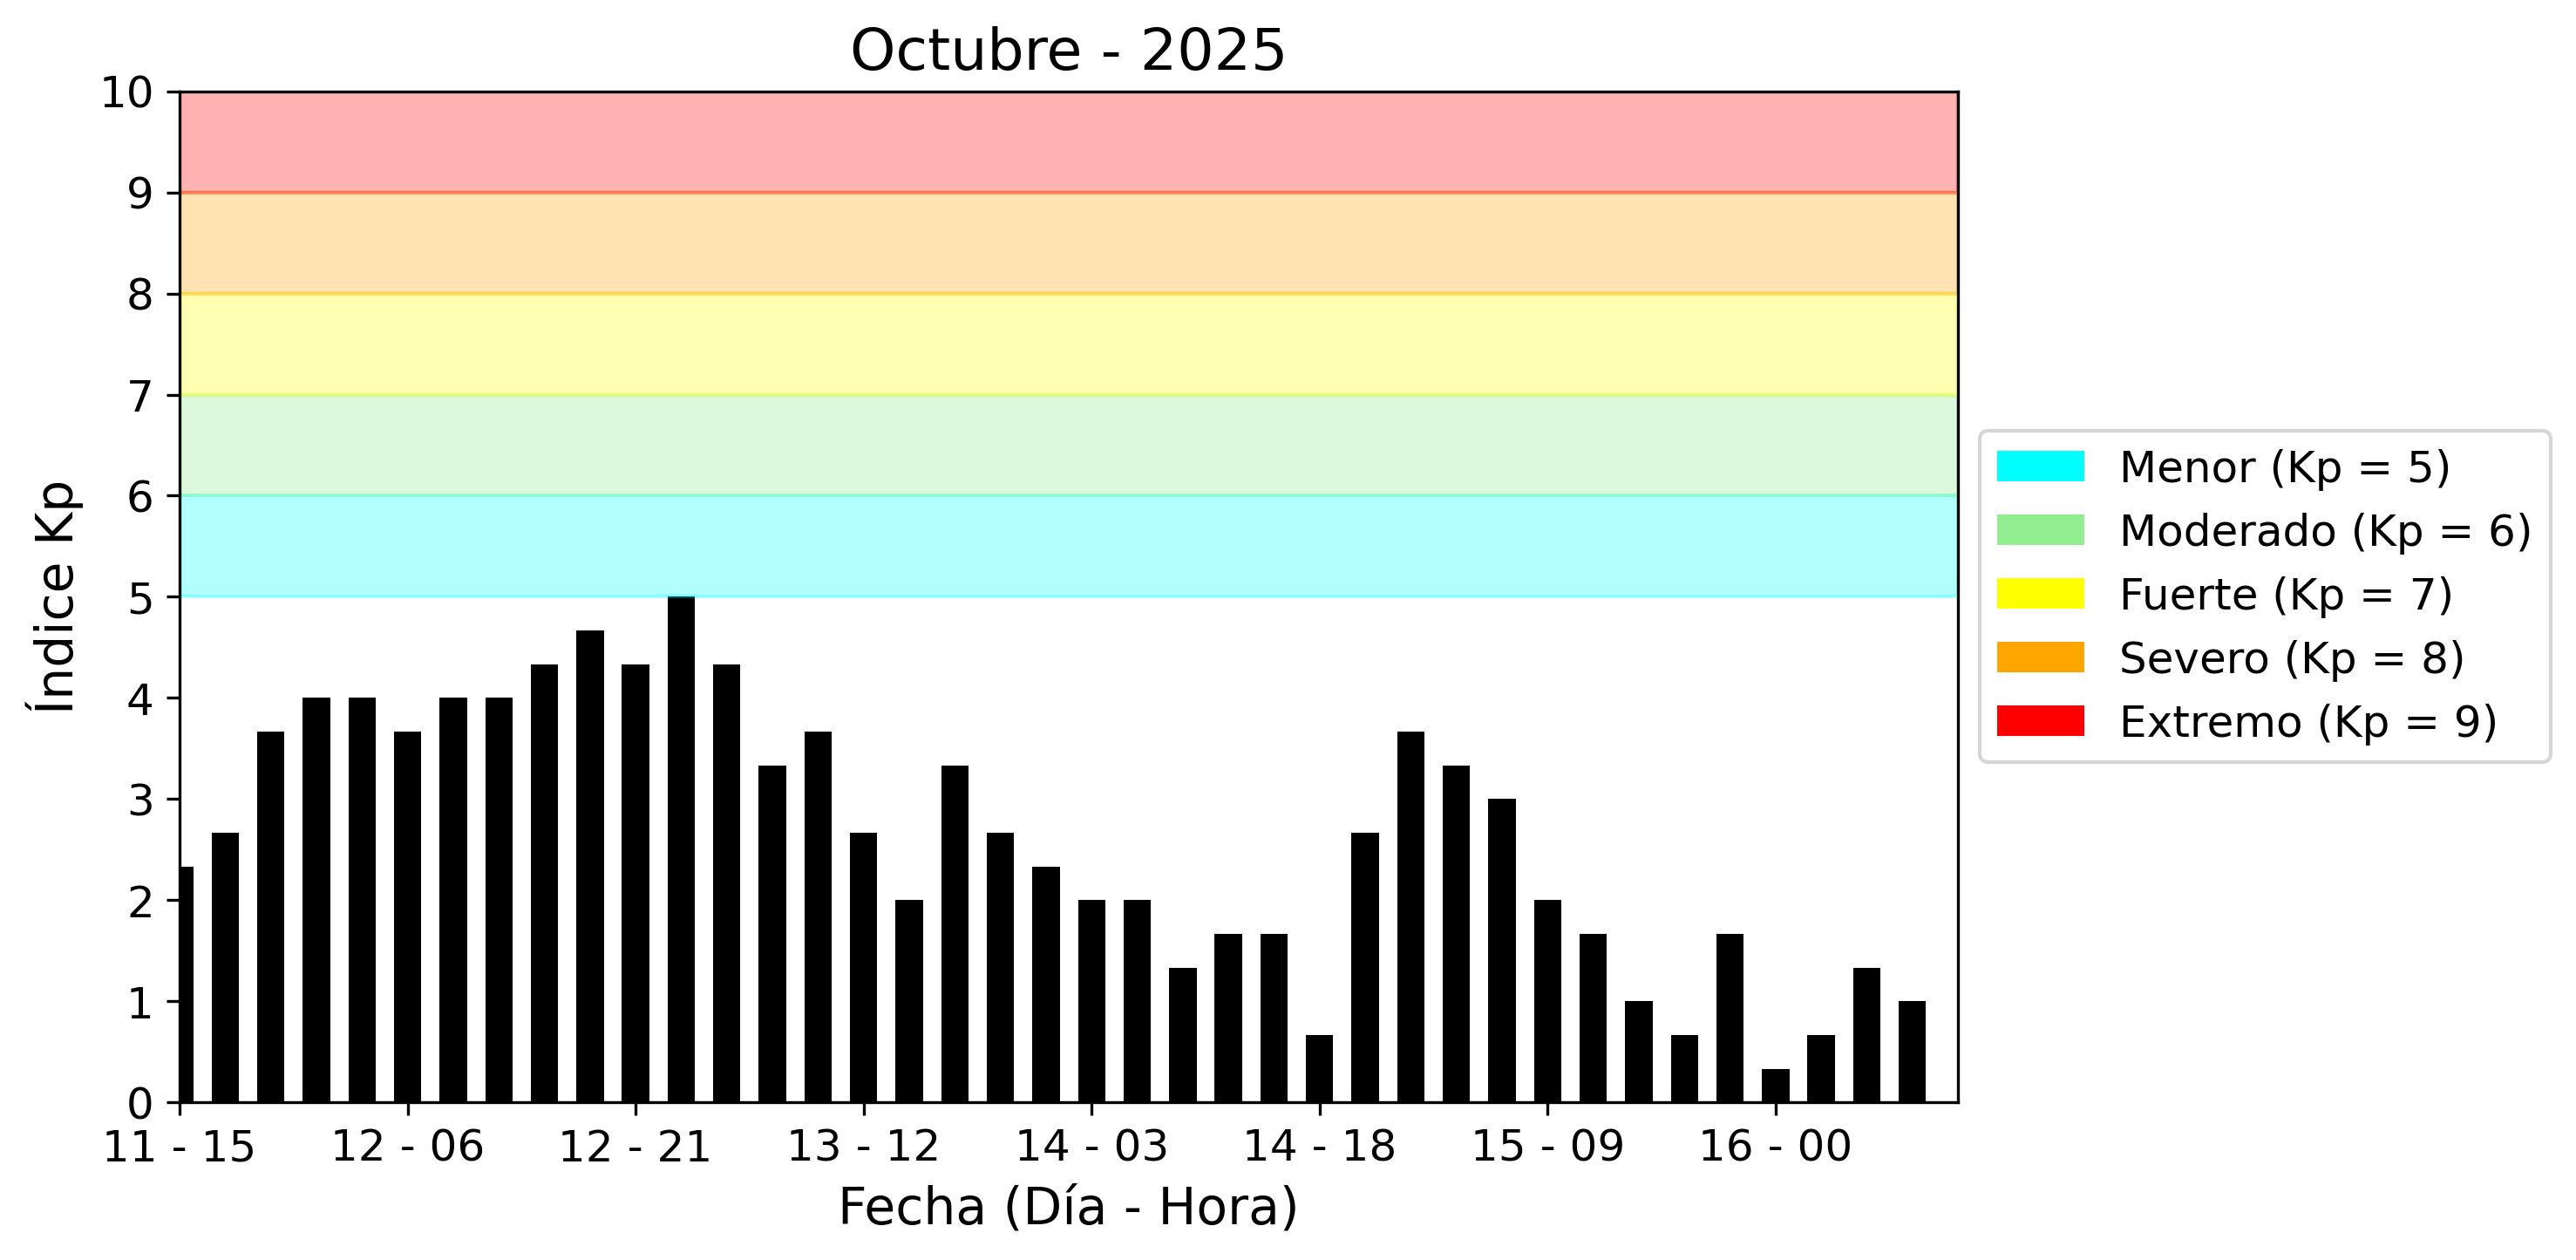 Octubre - 2025
10
9
8
7
6
5
4
3
2
1
0
Índice Kp
11 - 15
12 - 06
12 - 21
13 - 12
14 - 03
14 - 18
15 - 09
16 - 00
Fecha (Día - Hora)
Menor (Kp = 5)
Moderado (Kp = 6)
Fuerte (Kp = 7)
Severo (Kp = 8)
Extremo (Kp = 9)